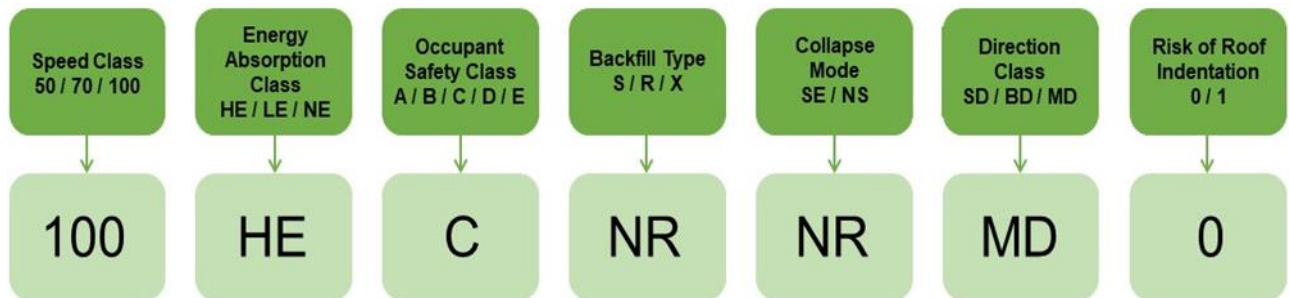 Speed Class
50 / 70 / 100
Energy
Absorption
Class
HE / LE / NE
Occupant
Safety Class
A / B / C / D / E
Backfill Type
S / R / X
Collapse
Mode
SE / NS
Direction
Class
SD / BD / MD
Risk of Roof
Indentation
0 / 1
100
HE
C
NR
NR
MD
0